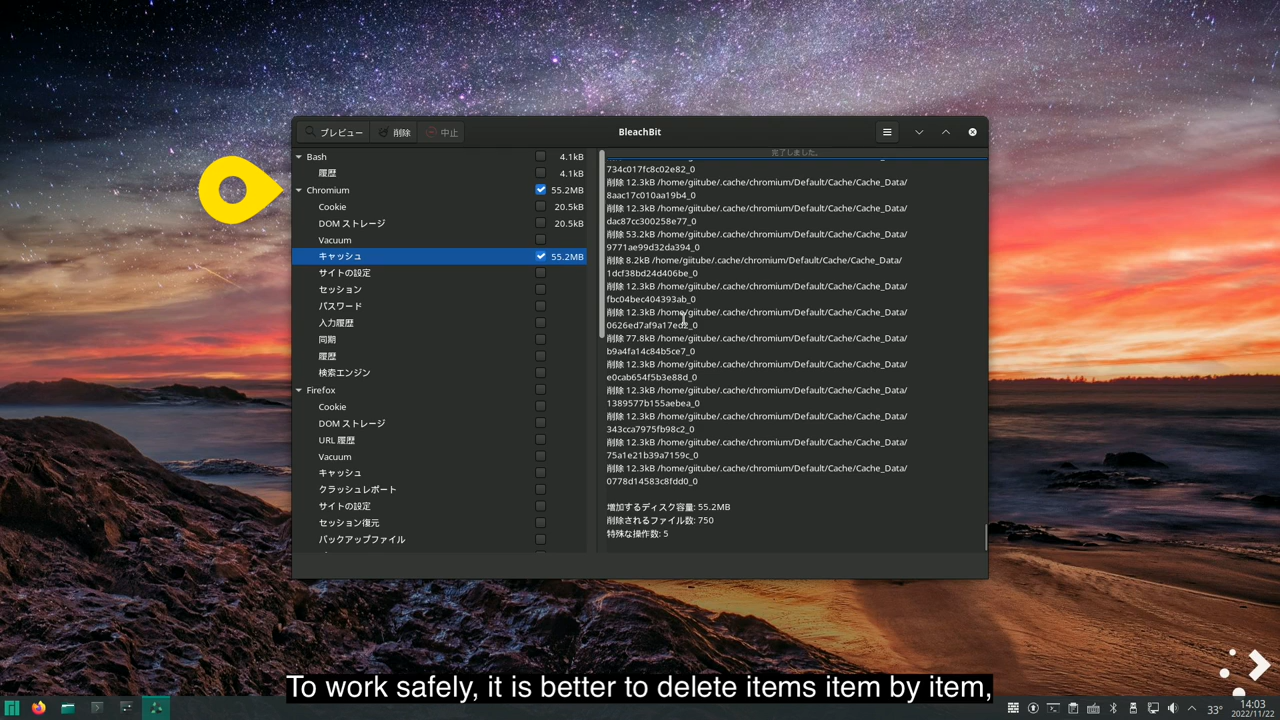 プレビュー
削除
中止
BleachBit
Bash 4.1kB
履歴 4.1kB
Chromium 55.2MB
Cookie 20.5kB
DOM ストレージ 20.5kB
Vacuum
キャッシュ 55.2MB
サイトの設定
セッション
パスワード
入力履歴
同期
履歴
検索エンジン
Firefox
Cookie
DOM ストレージ
URL 履歴
Vacuum
キャッシュ
クラッシュレポート
サイトの設定
セッション復元
バックアップファイル
完了しました。
734c017fc8c02e82_0
削除 12.3kB /home/giitube/.cache/chromium/Default/Cache/Cache_Data/
8aac17c010aa19b4_0
削除 12.3kB /home/giitube/.cache/chromium/Default/Cache/Cache_Data/
dac87cc300258e77_0
削除 53.2kB /home/giitube/.cache/chromium/Default/Cache/Cache_Data/
9771ae99d32da394_0
削除 8.2kB /home/giitube/.cache/chromium/Default/Cache/Cache_Data/
1dcf38bd24d406be_0
削除 12.3kB /home/giitube/.cache/chromium/Default/Cache/Cache_Data/
fbc04bec404393ab_0
削除 12.3kB /home/giitube/.cache/chromium/Default/Cache/Cache_Data/
削除 77.8kB /home/giitube/.cache/chromium/Default/Cache/Cache_Data/
b9a4fa14c84b5ce7_0
削除 12.3kB /home/giitube/.cache/chromium/Default/Cache/Cache_Data/
e0cab654f5b3e88d_0
削除 12.3kB /home/giitube/.cache/chromium/Default/Cache/Cache_Data/
1389577b155aebea_0
削除 12.3kB /home/giitube/.cache/chromium/Default/Cache/Cache_Data/
343cca7975fb98c2_0
削除 12.3kB /home/giitube/.cache/chromium/Default/Cache/Cache_Data/
75a1e21b39a7159c_0
削除 12.3kB /home/giitube/.cache/chromium/Default/Cache/Cache_Data/
0778d14583c8fdd0_0
増加するディスク容量: 55.2MB
削除されるファイル数: 750
特殊な操作数: 5
To work safely, it is better to delete items item by item,
33°
14:03
2022/11/22